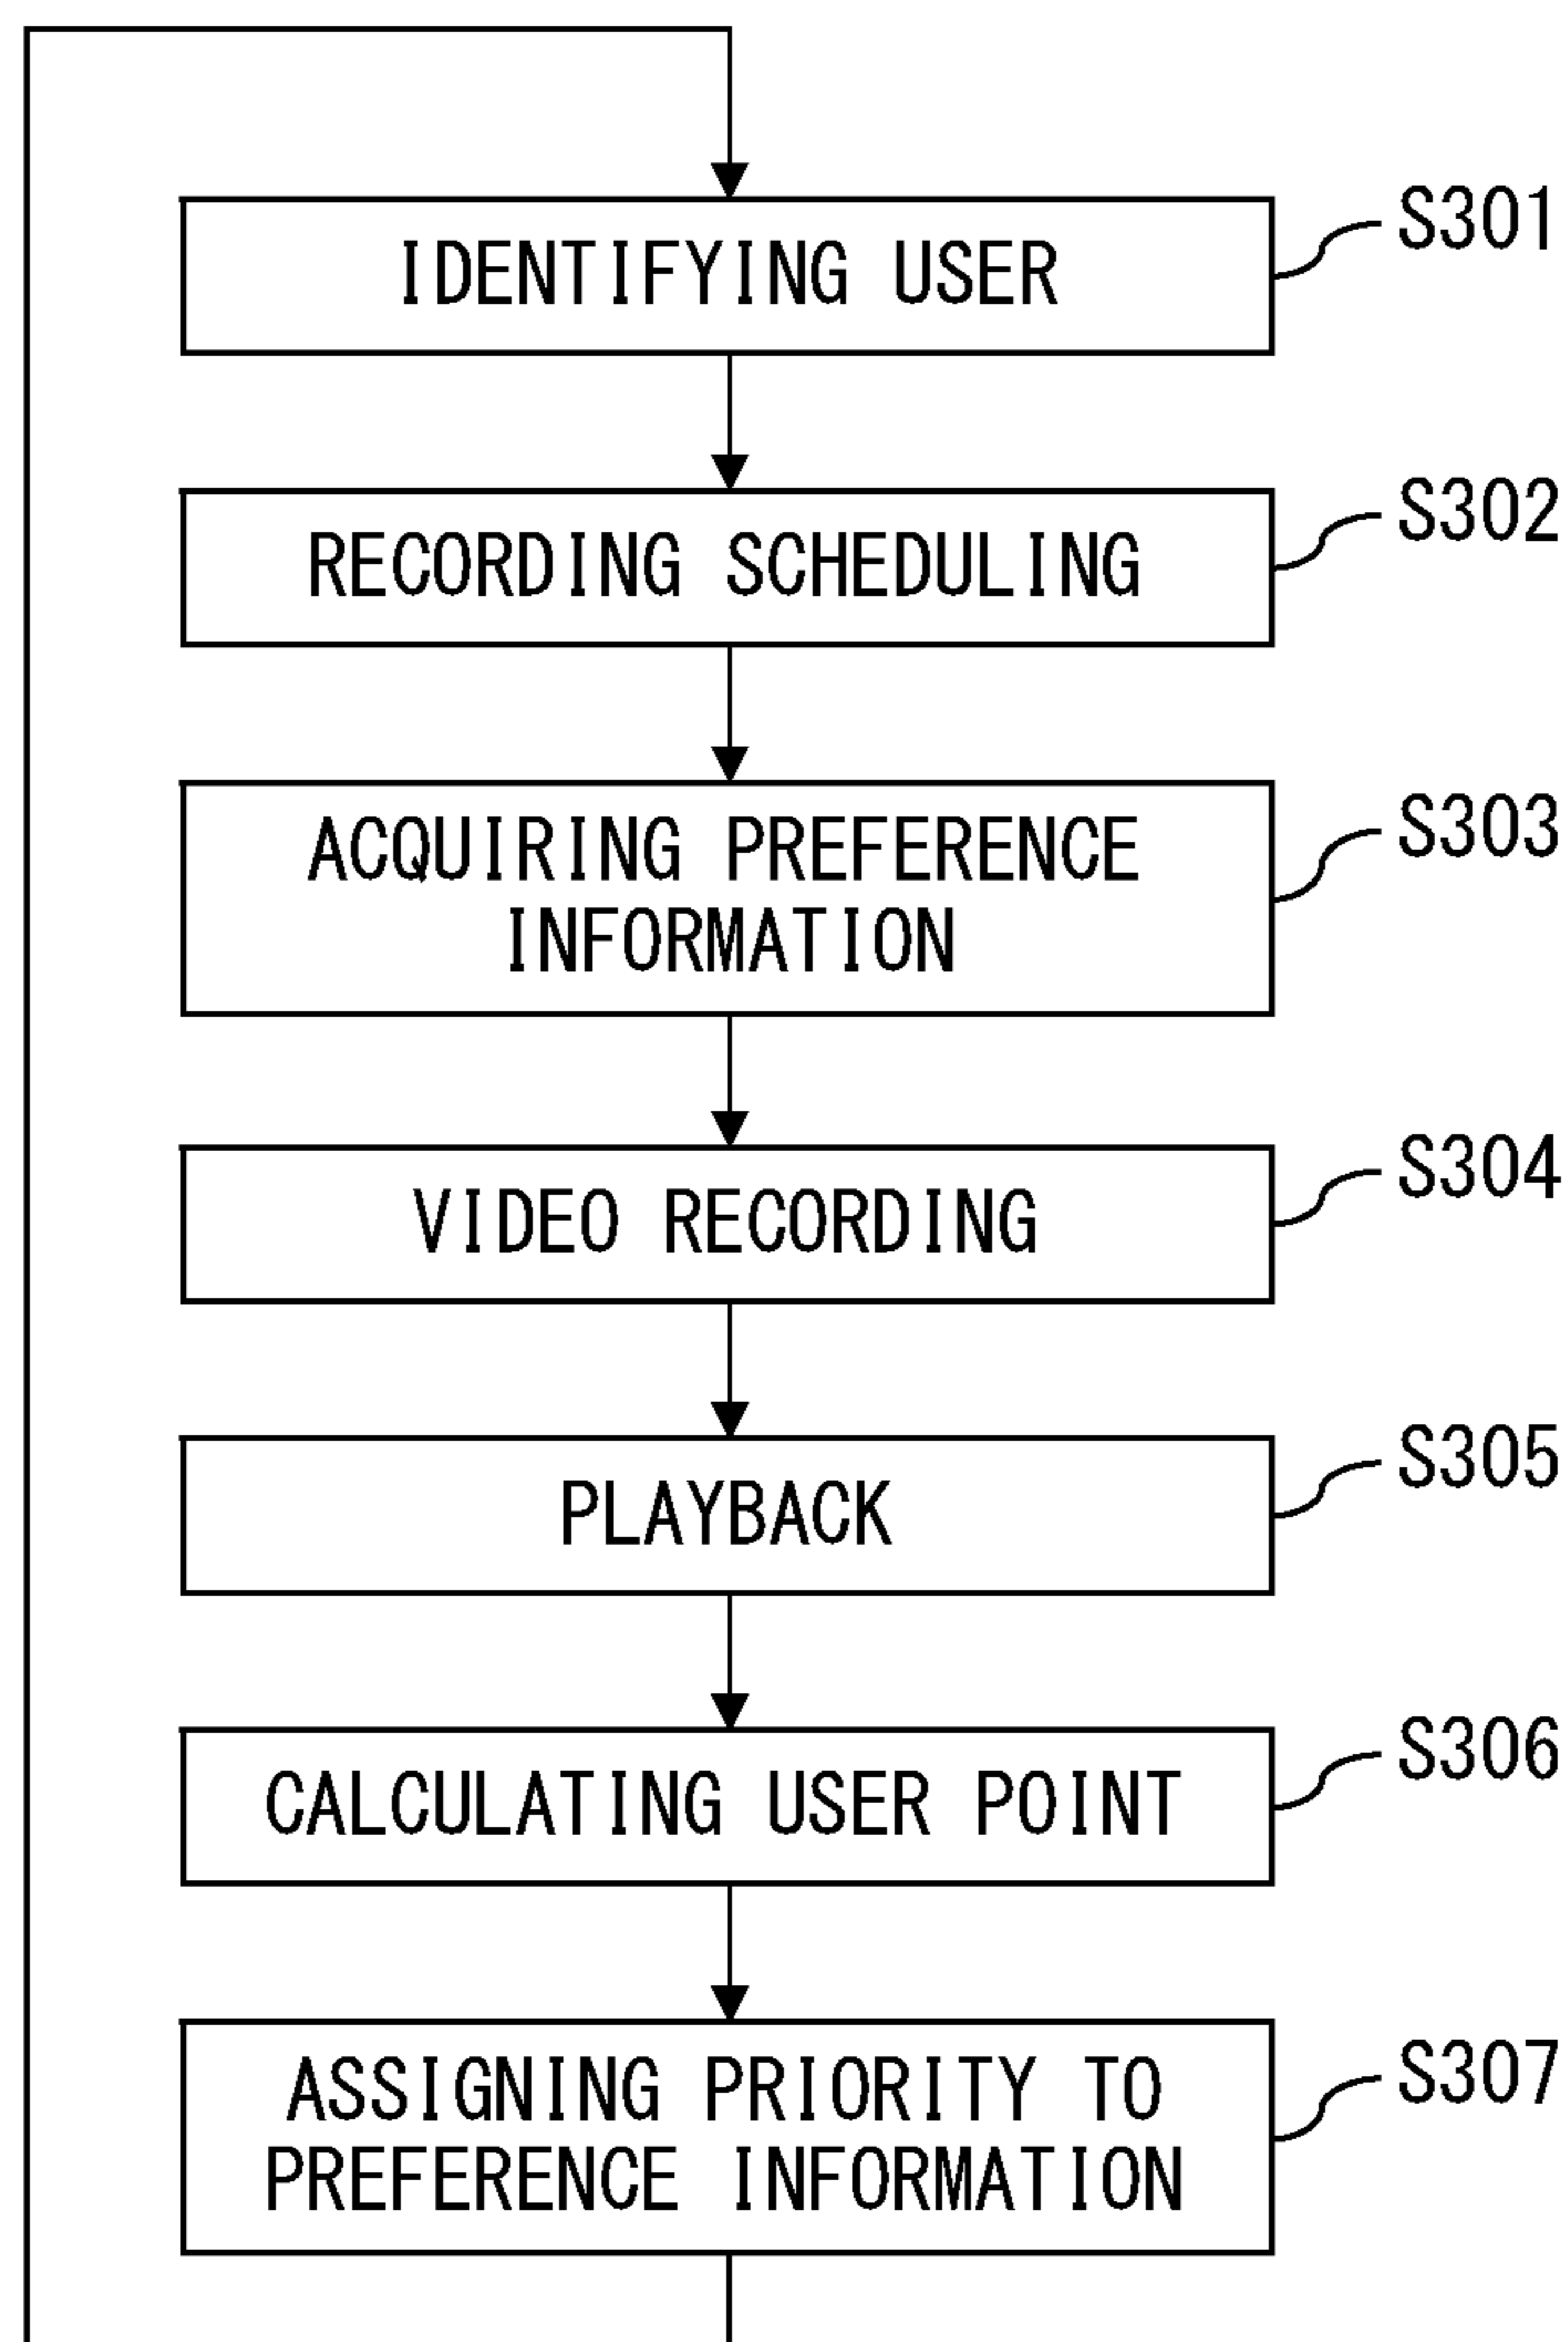 IDENTIFYING USER
S301
RECORDING SCHEDULING
S302
ACQUIRING PREFERENCE
INFORMATION
S303
VIDEO RECORDING
S304
PLAYBACK
S305
CALCULATING USER POINT
S306
ASSIGNING PRIORITY TO
PREFERENCE INFORMATION
S307